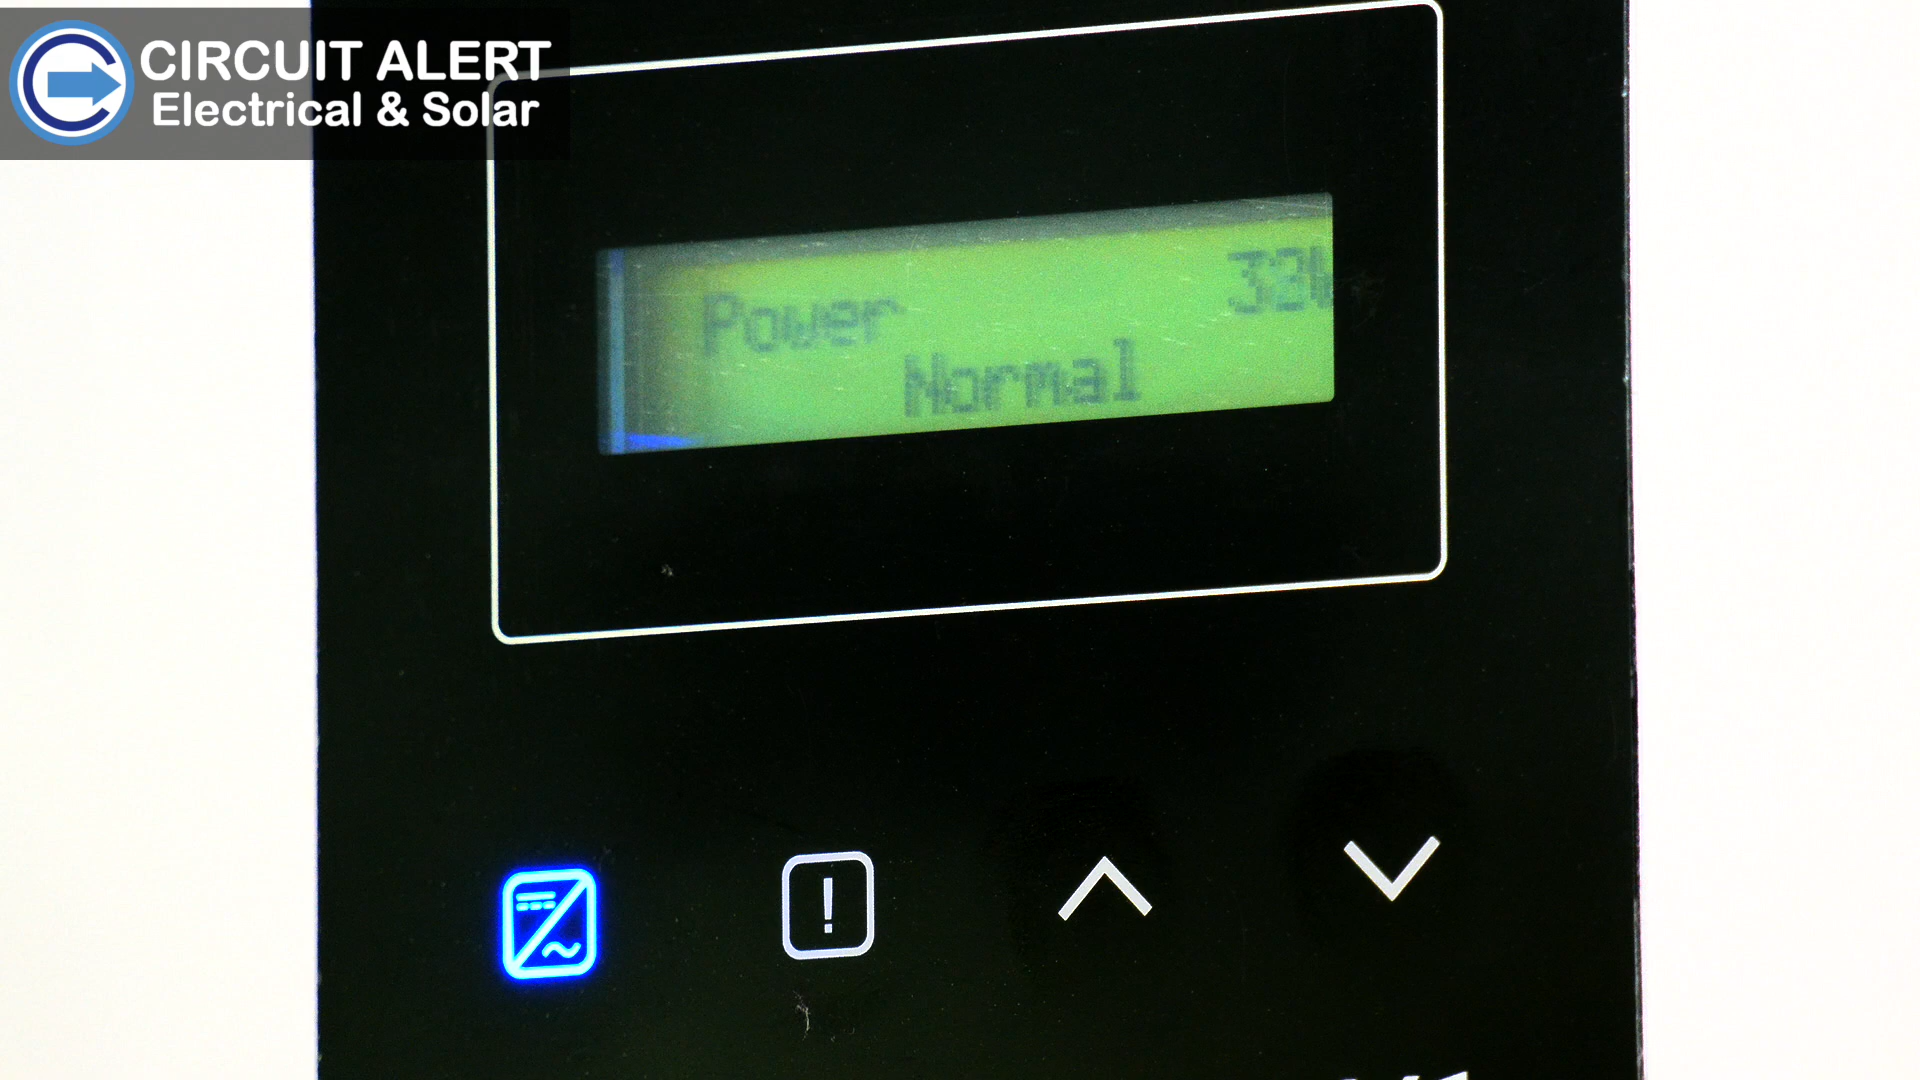 CIRCUIT ALERT
Electrical & Solar
Power
Normal
!